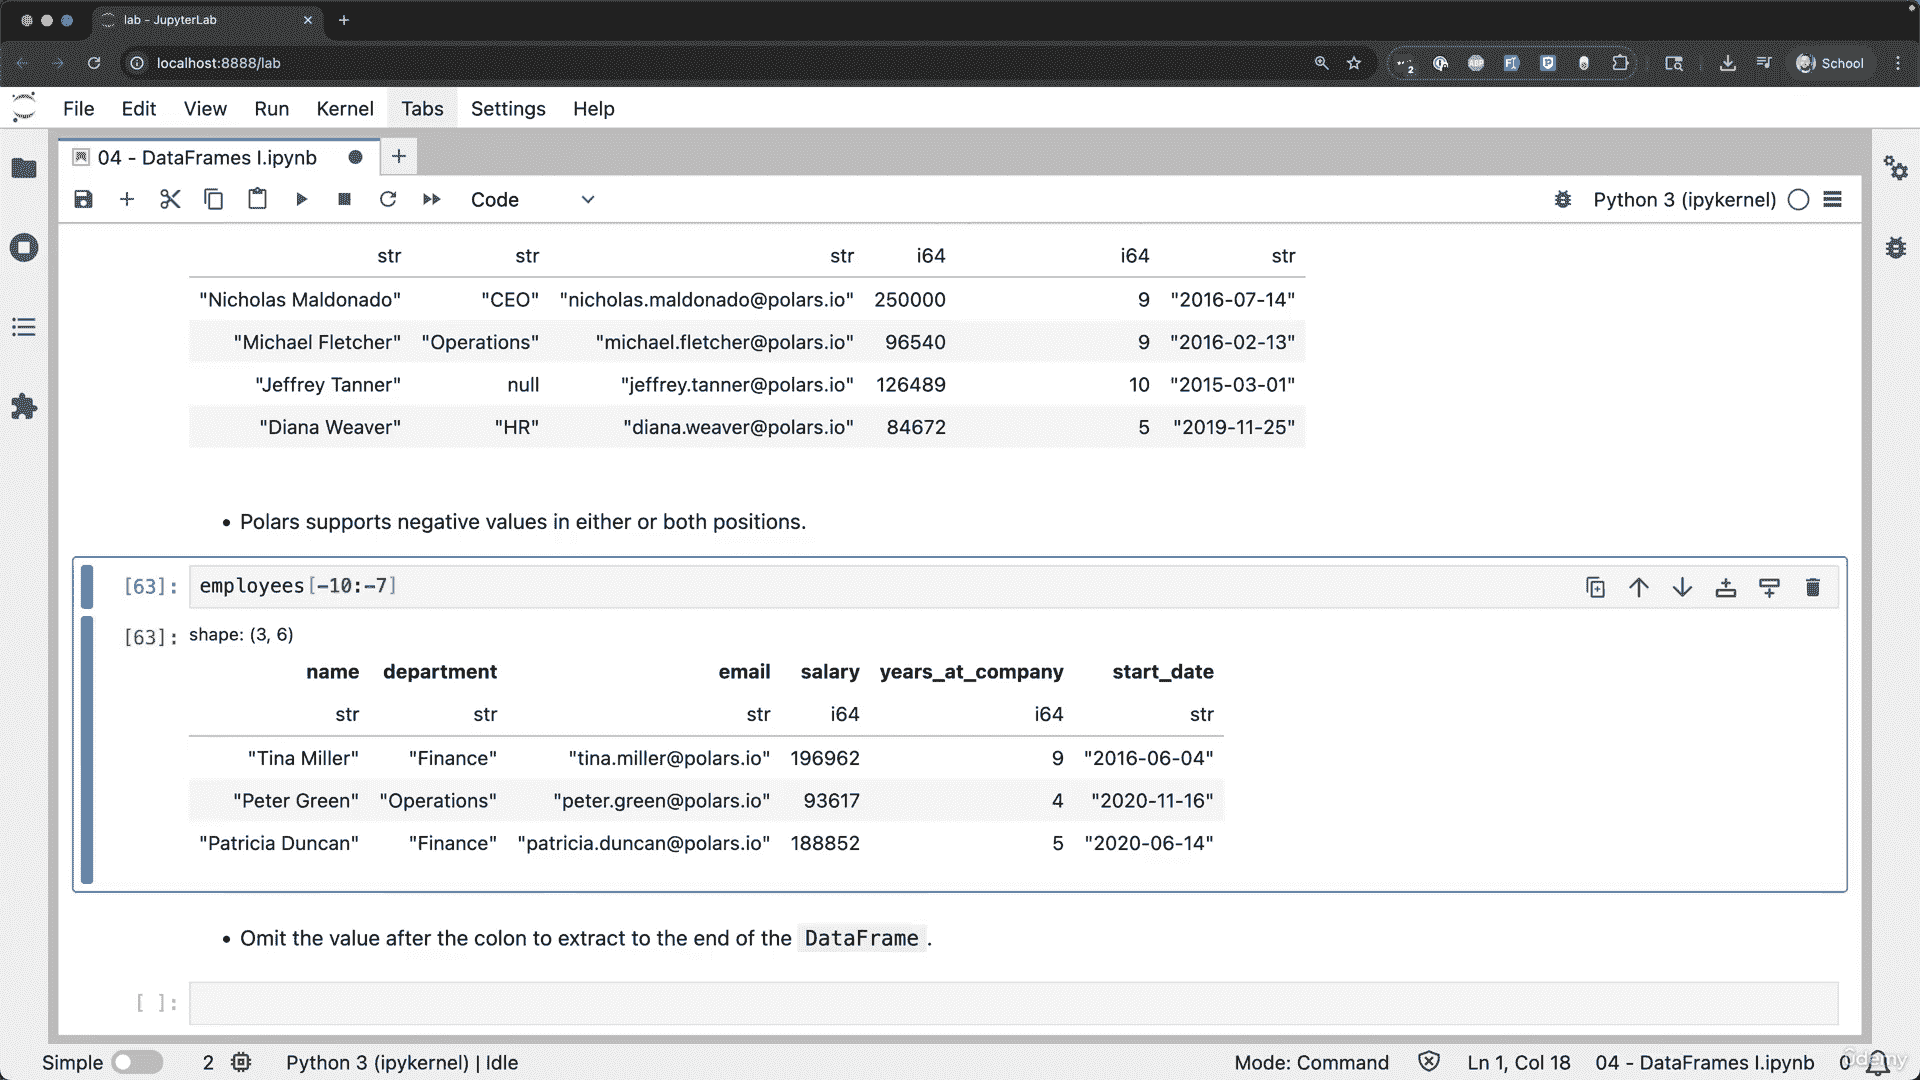 lab - JupyterLab
localhost:8888/lab
2
ABP
School
File Edit View Run Kernel Tabs Settings Help
04 - DataFrames I.ipynb
Code
Python 3 (ipykernel)
str str str i64 i64 str
"Nicholas Maldonado" "CEO" "nicholas.maldonado@polars.io" 250000 9 "2016-07-14"
"Michael Fletcher" "Operations" "michael.fletcher@polars.io" 96540 9 "2016-02-13"
"Jeffrey Tanner" null "jeffrey.tanner@polars.io" 126489 10 "2015-03-01"
"Diana Weaver" "HR" "diana.weaver@polars.io" 84672 5 "2019-11-25"
• Polars supports negative values in either or both positions.
[63]: employees[-10:-7]
[63]: shape: (3, 6)
name department email salary years_at_company start_date
str str str i64 i64 str
"Tina Miller" "Finance" "tina.miller@polars.io" 196962 9 "2016-06-04"
"Peter Green" "Operations" "peter.green@polars.io" 93617 4 "2020-11-16"
"Patricia Duncan" "Finance" "patricia.duncan@polars.io" 188852 5 "2020-06-14"
• Omit the value after the colon to extract to the end of the DataFrame.
[ ]:
Simple 2 Python 3 (ipykernel) | Idle Mode: Command Ln 1, Col 18 04 - DataFrames I.ipynb 0
Udemy